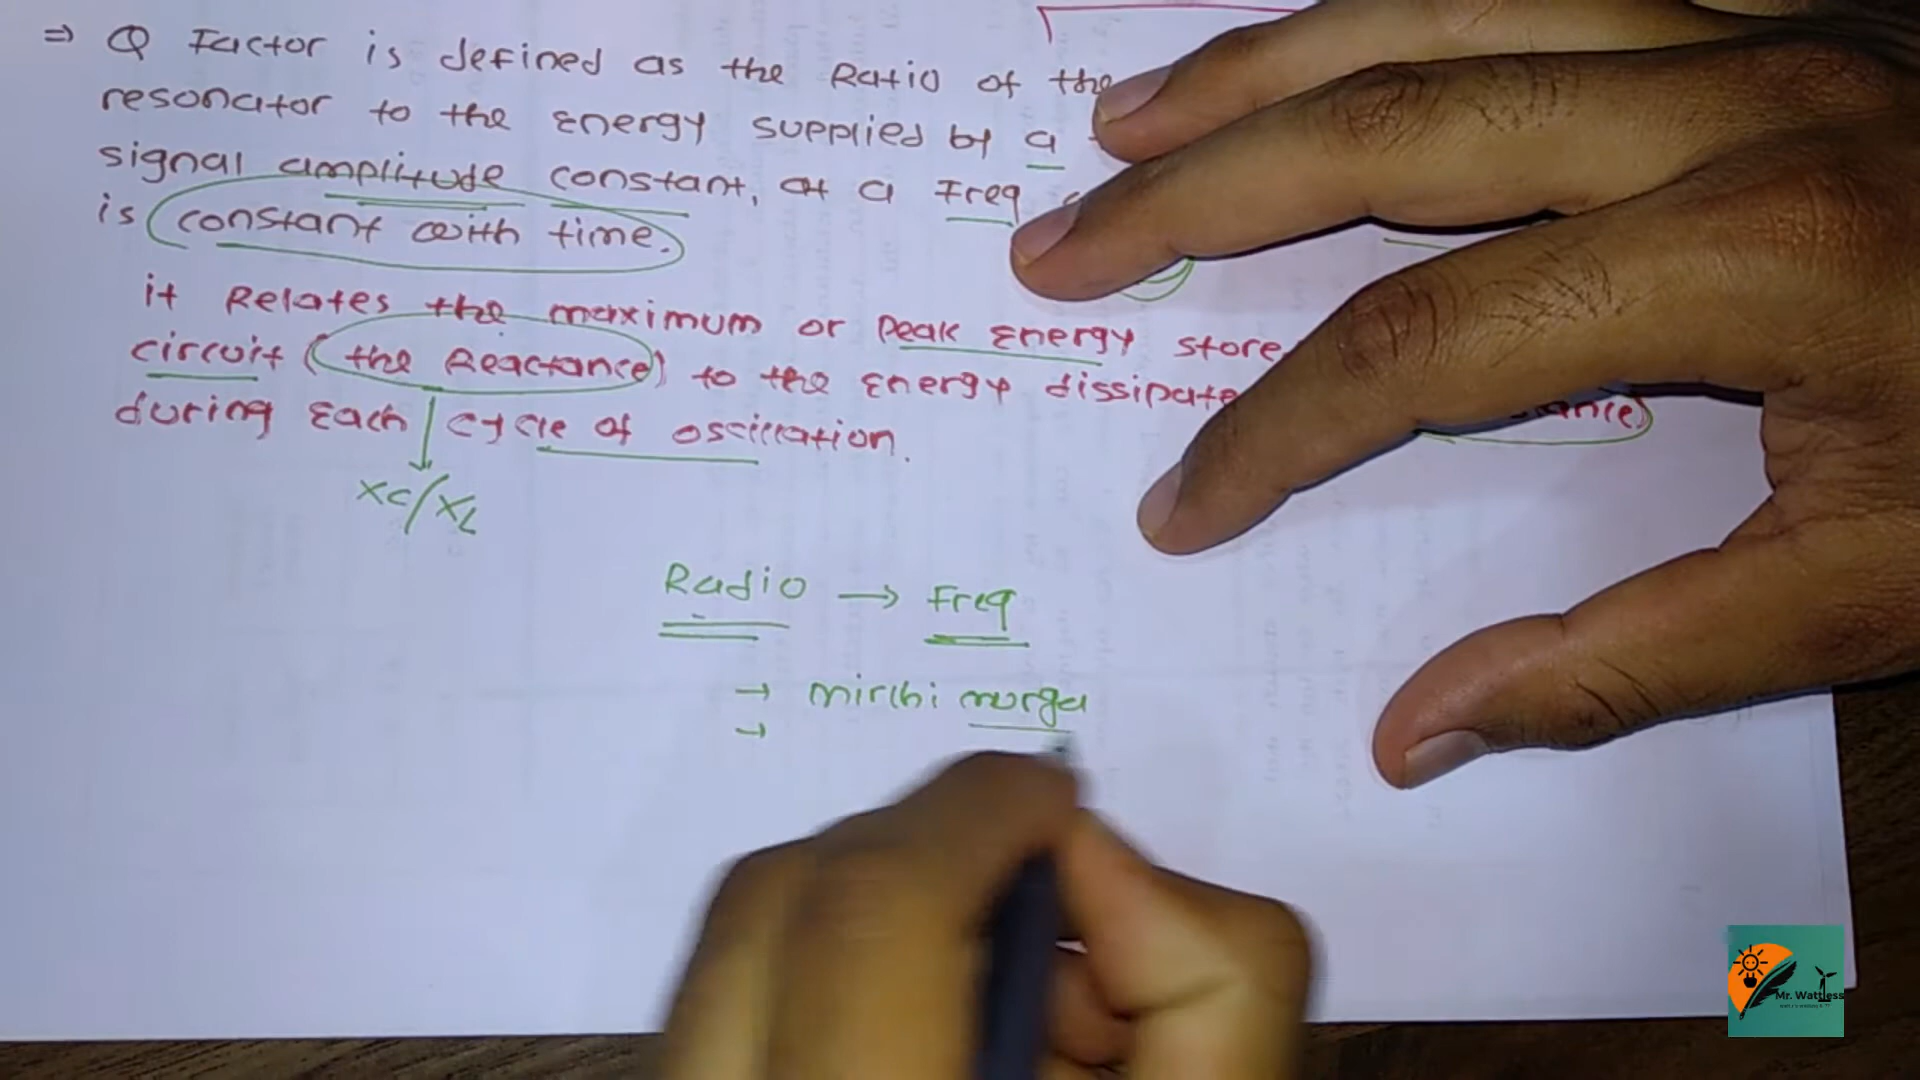 ⇒ Q Factor is defined as the Ratio of the
resonator to the Energy supplied by a
signal amplitude constant, at a Freq
is constant with time.
it Relates the maximum or peak Energy store
circuit (the Reactance) to the Energy dissipate
during Each cycle of oscillation.
XC/XL
Radio → Freq
→ mirchi murga
→
Mr. Wattless